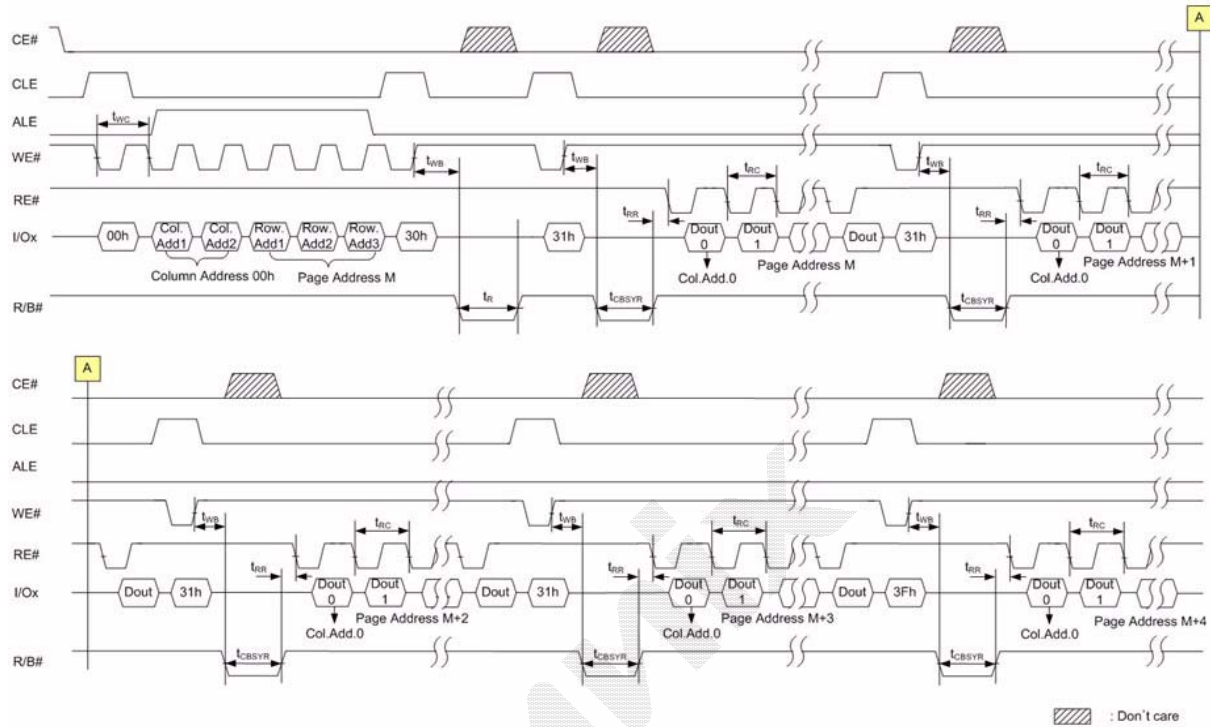 A
A
CE#
CLE
ALE
tWC
WE#
tWB
tWB
tWB
RE#
tRC
tRC
tRR
tRR
I/Ox
00h
Col. Add1
Col. Add2
Row. Add1
Row. Add2
Row. Add3
30h
31h
Dout 0
Dout 1
Dout
31h
Dout 0
Dout 1
Column Address 00h
Page Address M
Col.Add.0
Page Address M
Col.Add.0
Page Address M+1
R/B#
tR
tCBSYR
tCBSYR
A
CE#
CLE
ALE
WE#
tWB
tWB
tWB
RE#
tRC
tRC
tRC
tRR
tRR
tRR
I/Ox
Dout
31h
Dout 0
Dout 1
Dout
31h
Dout 0
Dout 1
Dout
3Fh
Dout 0
Dout 1
Col.Add.0
Page Address M+2
Col.Add.0
Page Address M+3
Col.Add.0
Page Address M+4
R/B#
tCBSYR
tCBSYR
tCBSYR
: Don't care